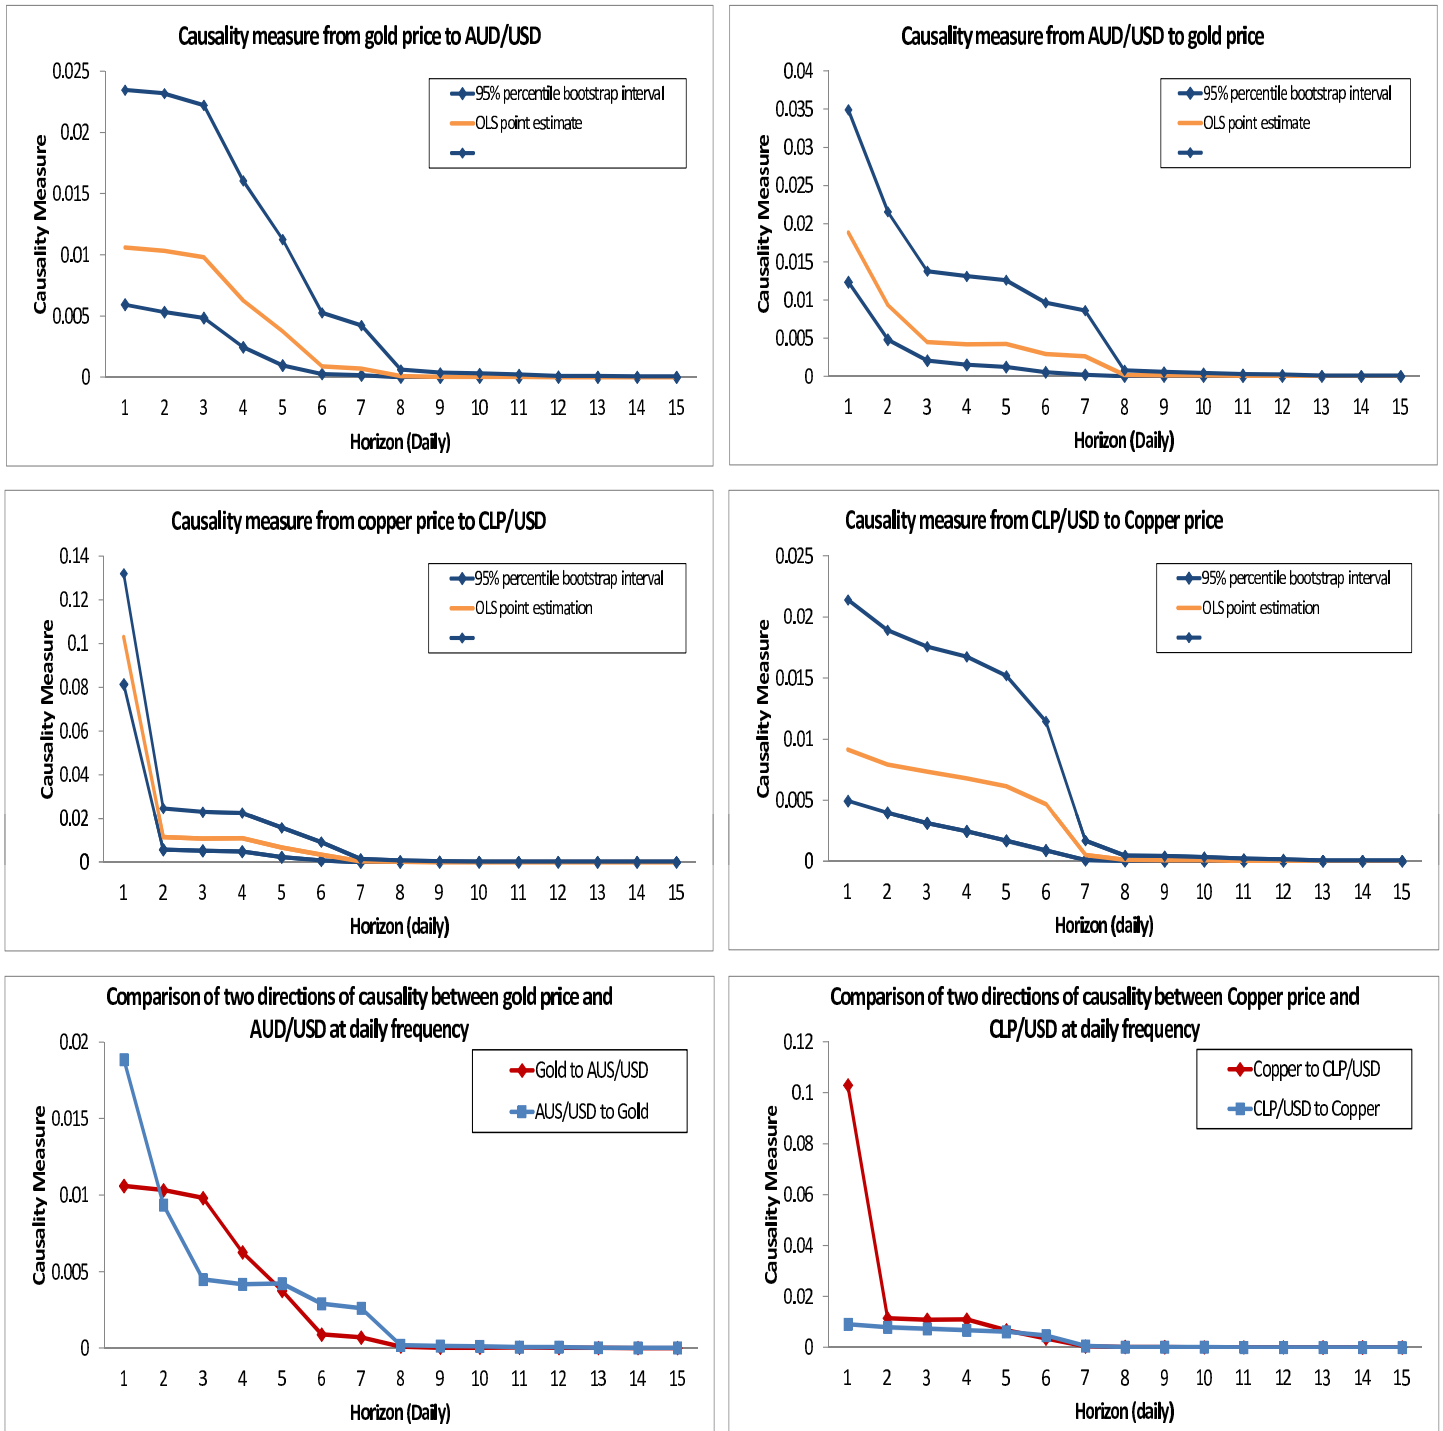 Causality measure from gold price to AUD/USD
0.025
0.02
0.015
0.01
0.005
0
Causality Measure
95% percentile bootstrap interval
OLS point estimate
1 2 3 4 5 6 7 8 9 10 11 12 13 14 15
Horizon (Daily)
Causality measure from AUD/USD to gold price
0.04
0.035
0.03
0.025
0.02
0.015
0.01
0.005
0
Causality Measure
95% percentile bootstrap interval
OLS point estimate
1 2 3 4 5 6 7 8 9 10 11 12 13 14 15
Horizon (Daily)
Causality measure from copper price to CLP/USD
0.14
0.12
0.1
0.08
0.06
0.04
0.02
0
Causality Measure
95% percentile bootstrap interval
OLS point estimation
1 2 3 4 5 6 7 8 9 10 11 12 13 14 15
Horizon (daily)
Causality measure from CLP/USD to Copper price
0.025
0.02
0.015
0.01
0.005
0
Causality Measure
95% percentile bootstrap interval
OLS point estimation
1 2 3 4 5 6 7 8 9 10 11 12 13 14 15
Horizon (daily)
Comparison of two directions of causality between gold price and
AUD/USD at daily frequency
0.02
0.015
0.01
0.005
0
Causality Measure
Gold to AUS/USD
AUS/USD to Gold
1 2 3 4 5 6 7 8 9 10 11 12 13 14 15
Horizon (Daily)
Comparison of two directions of causality between Copper price and
CLP/USD at daily frequency
0.12
0.1
0.08
0.06
0.04
0.02
0
Causality Measure
Copper to CLP/USD
CLP/USD to Copper
1 2 3 4 5 6 7 8 9 10 11 12 13 14 15
Horizon (daily)